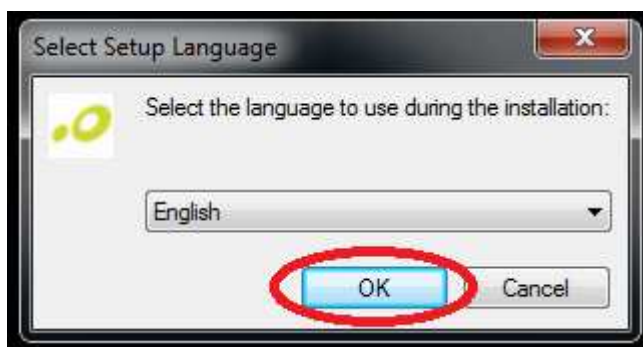 Select Setup Language
Select the language to use during the installation:
English
OK
Cancel